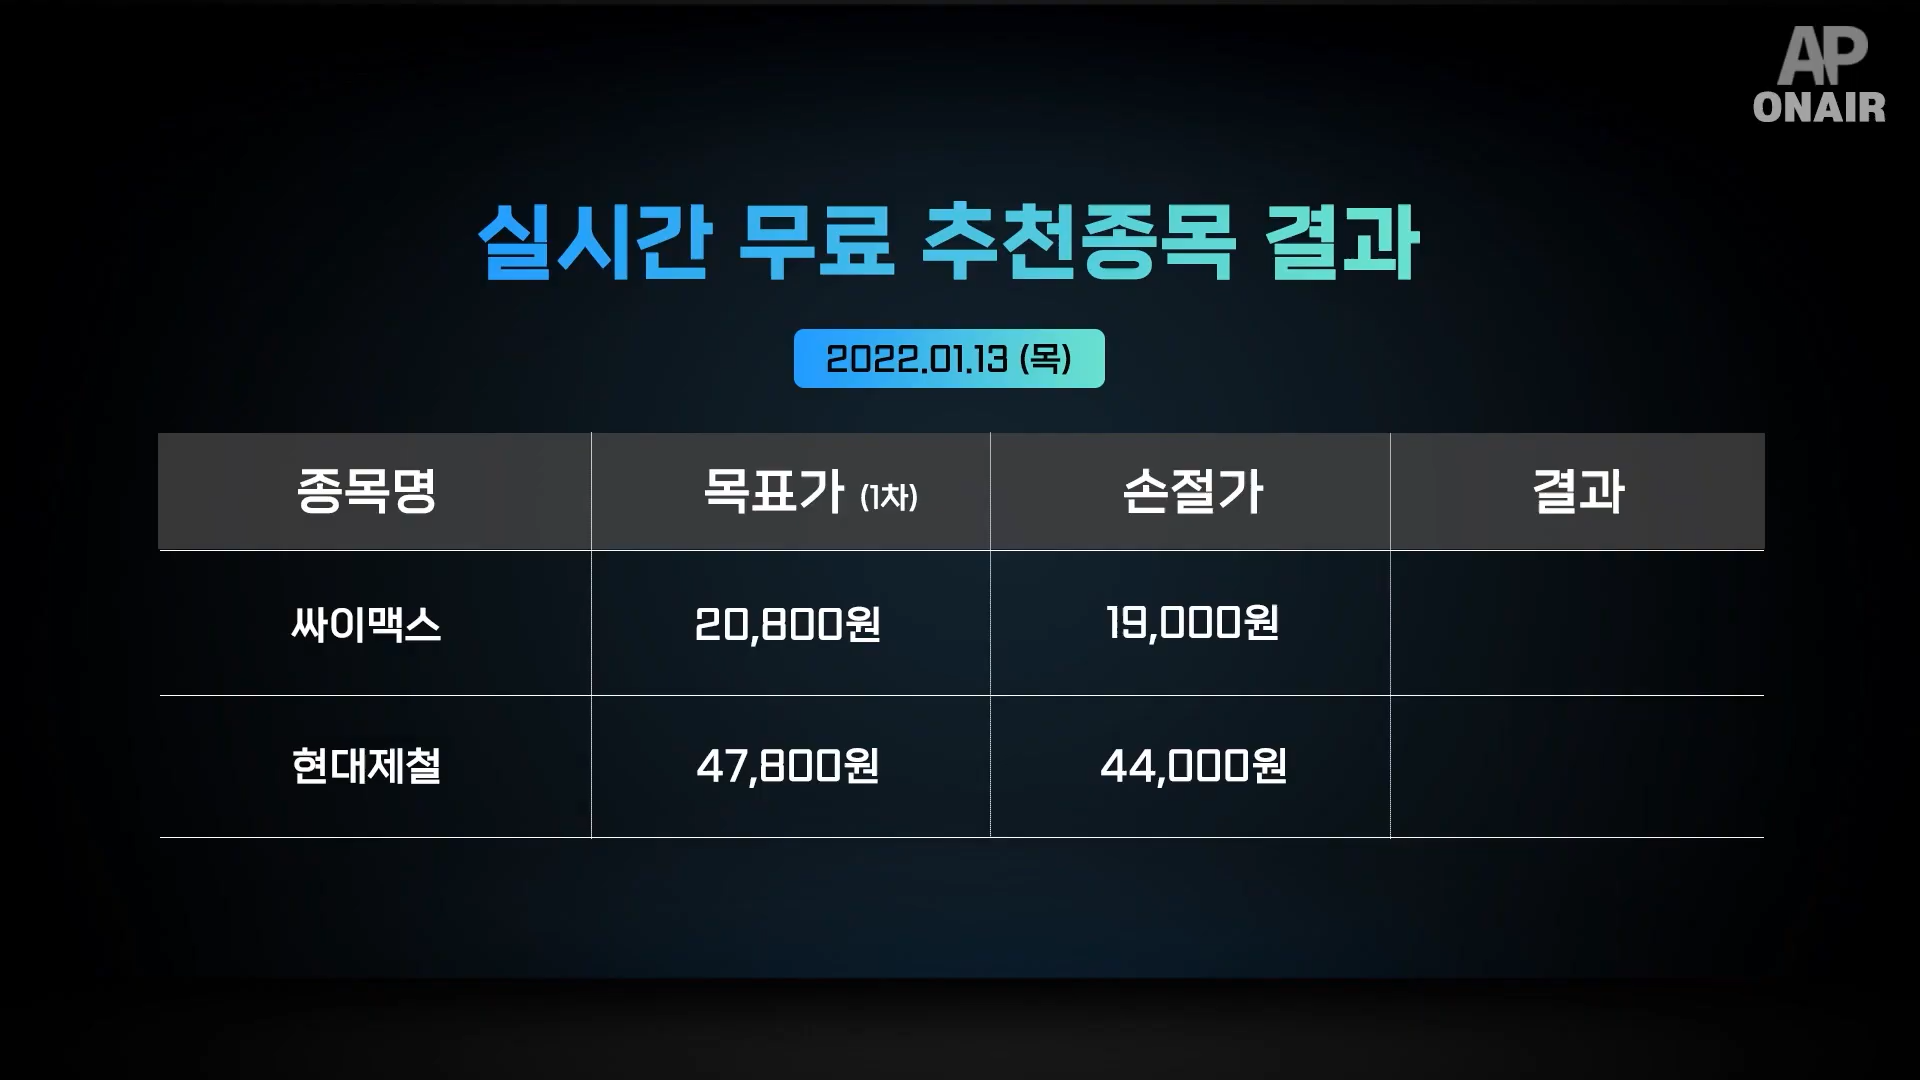 AP
ONAIR
실시간 무료 추천종목 결과
2022.01.13 (목)
종목명 목표가 (1차) 손절가 결과
싸이맥스 20,800원 19,000원
현대제철 47,800원 44,000원